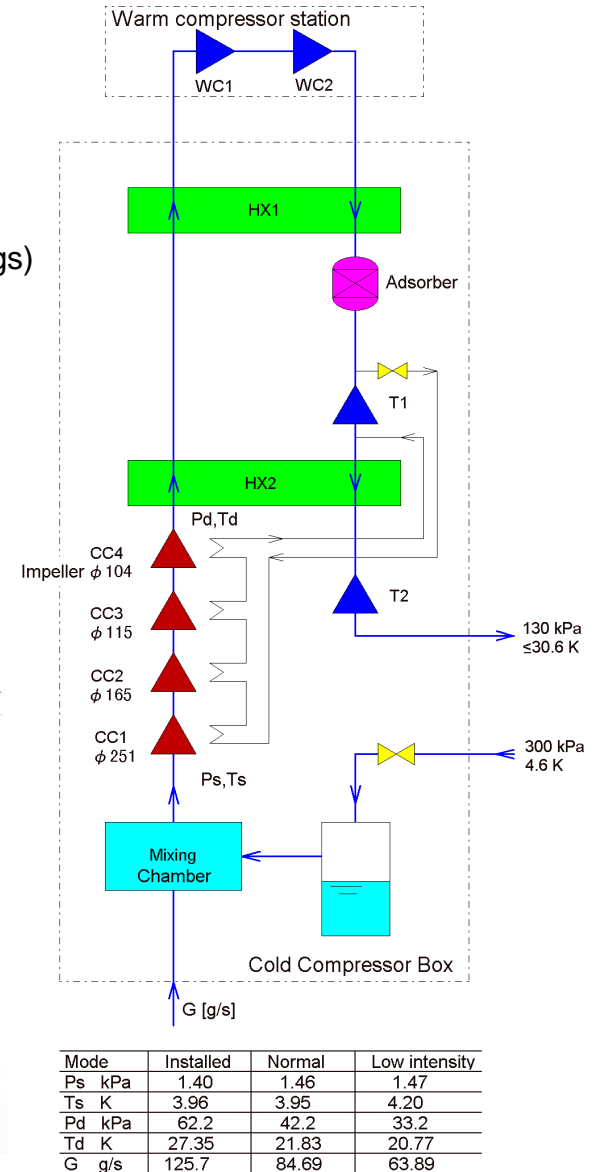 Warm compressor station
WC1
WC2
HX1
gs)
Adsorber
T1
HX2
Pd,Td
CC4
Impeller ϕ 104
CC3
ϕ 115
T2
CC2
ϕ 165
130 kPa
≤30.6 K
CC1
ϕ 251
300 kPa
4.6 K
Ps,Ts
Mixing
Chamber
Cold Compressor Box
G [g/s]
Mode Installed Normal Low intensity
Ps kPa 1.40 1.46 1.47
Ts K 3.96 3.95 4.20
Pd kPa 62.2 42.2 33.2
Td K 27.35 21.83 20.77
G g/s 125.7 84.69 63.89